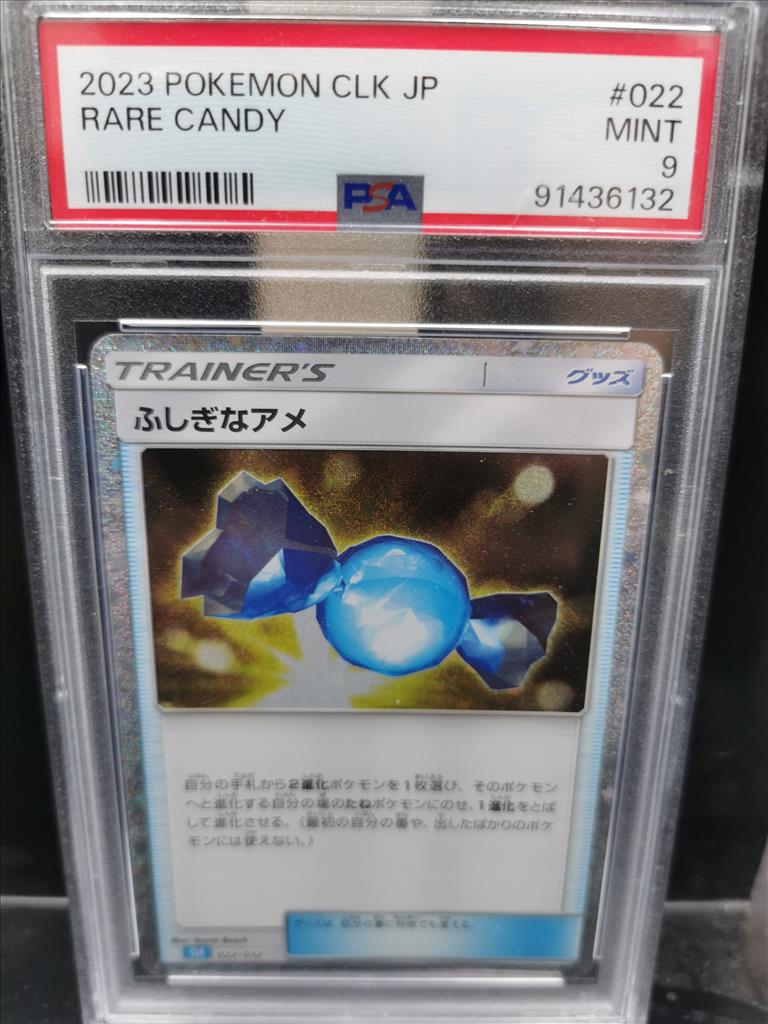 2023 POKEMON CLK JP
#022
RARE CANDY
MINT
9
PSA
91436132
TRAINER'S
グッズ
ふしぎなアメ
自分の手札から2進化ポケモンを1枚選び、そのポケモン
へと進化する自分の場のたねポケモンにのせ、1進化をとば
して進化させる。（最初の自分の番や、出したばかりのポケ
モンには使えない。）
グッズは、自分の番に何枚でも使える。
CLK
022/032